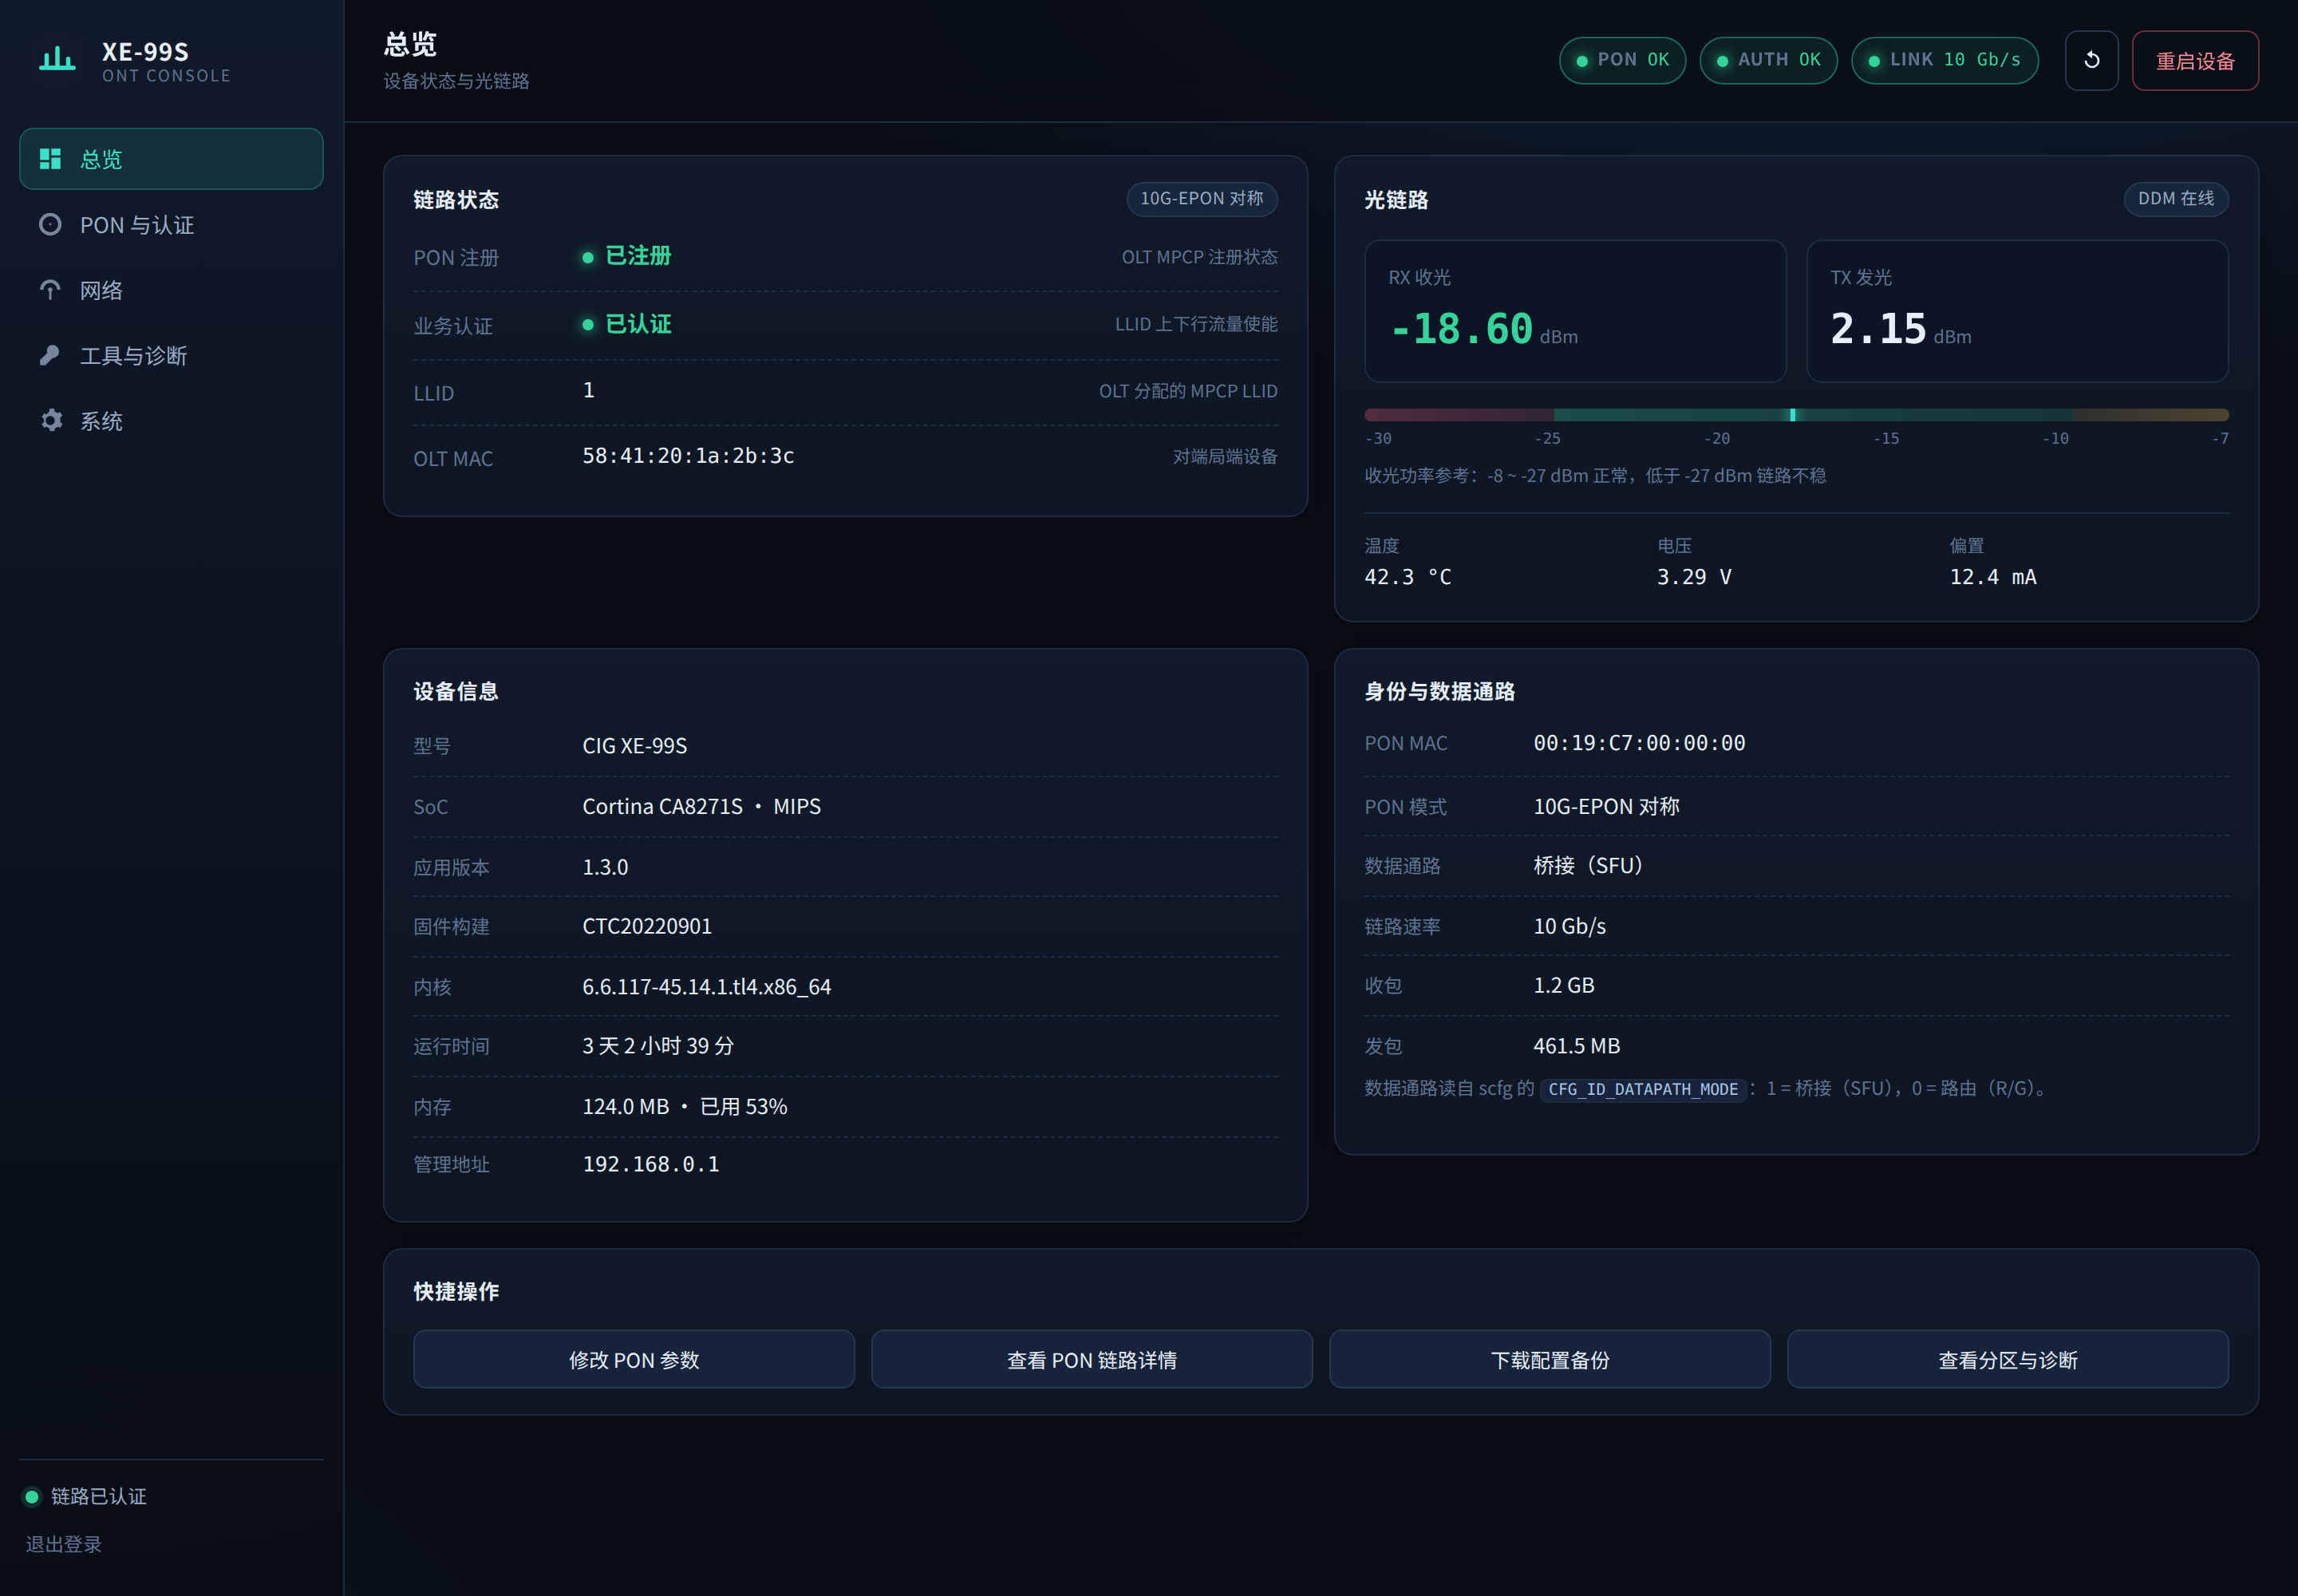 XE-99S
ONT CONSOLE
总览
PON 与认证
网络
工具与诊断
系统
链路已认证
退出登录
总览
设备状态与光链路
PON OK
AUTH OK
LINK 10 Gb/s
重启设备
链路状态
10G-EPON 对称
PON 注册 已注册 OLT MPCP 注册状态
业务认证 已认证 LLID 上下行流量使能
LLID 1 OLT 分配的 MPCP LLID
OLT MAC 58:41:20:1a:2b:3c 对端局端设备
光链路
DDM 在线
RX 收光
-18.60 dBm
TX 发光
2.15 dBm
-30 -25 -20 -15 -10 -7
收光功率参考：-8 ~ -27 dBm 正常，低于 -27 dBm 链路不稳
温度 电压 偏置
42.3 °C 3.29 V 12.4 mA
设备信息
型号 CIG XE-99S
SoC Cortina CA8271S · MIPS
应用版本 1.3.0
固件构建 CTC20220901
内核 6.6.117-45.14.1.tl4.x86_64
运行时间 3 天 2 小时 39 分
内存 124.0 MB · 已用 53%
管理地址 192.168.0.1
身份与数据通路
PON MAC 00:19:C7:00:00:00
PON 模式 10G-EPON 对称
数据通路 桥接（SFU）
链路速率 10 Gb/s
收包 1.2 GB
发包 461.5 MB
数据通路读自 scfg 的 CFG_ID_DATAPATH_MODE：1 = 桥接（SFU），0 = 路由（R/G）。
快捷操作
修改 PON 参数
查看 PON 链路详情
下载配置备份
查看分区与诊断